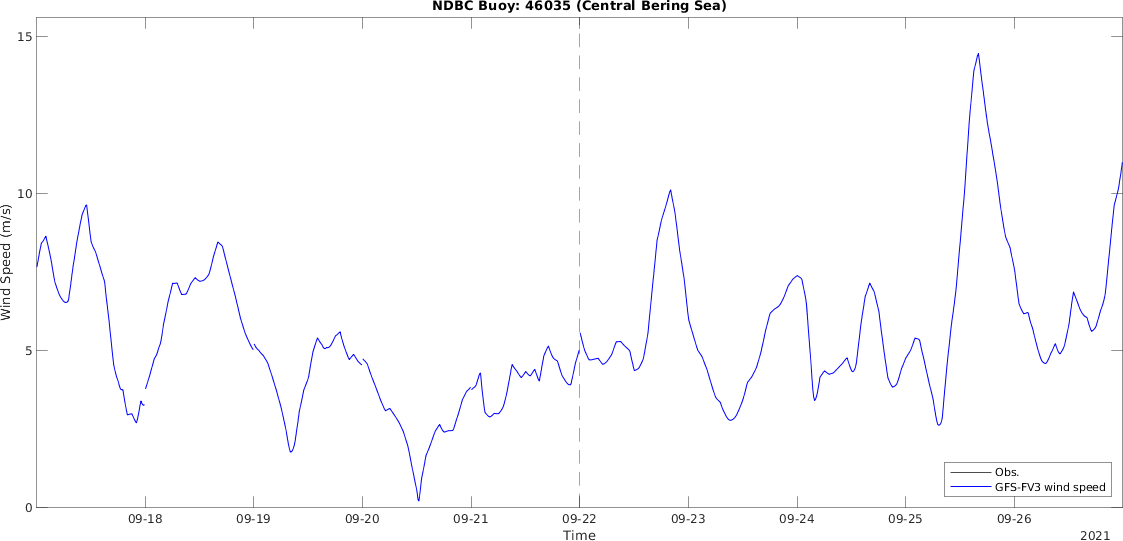 NDBC Buoy: 46035 (Central Bering Sea)
15
10
5
0
Wind Speed (m/s)
09-18 09-19 09-20 09-21 09-22 09-23 09-24 09-25 09-26
Time
2021
Obs.
GFS-FV3 wind speed